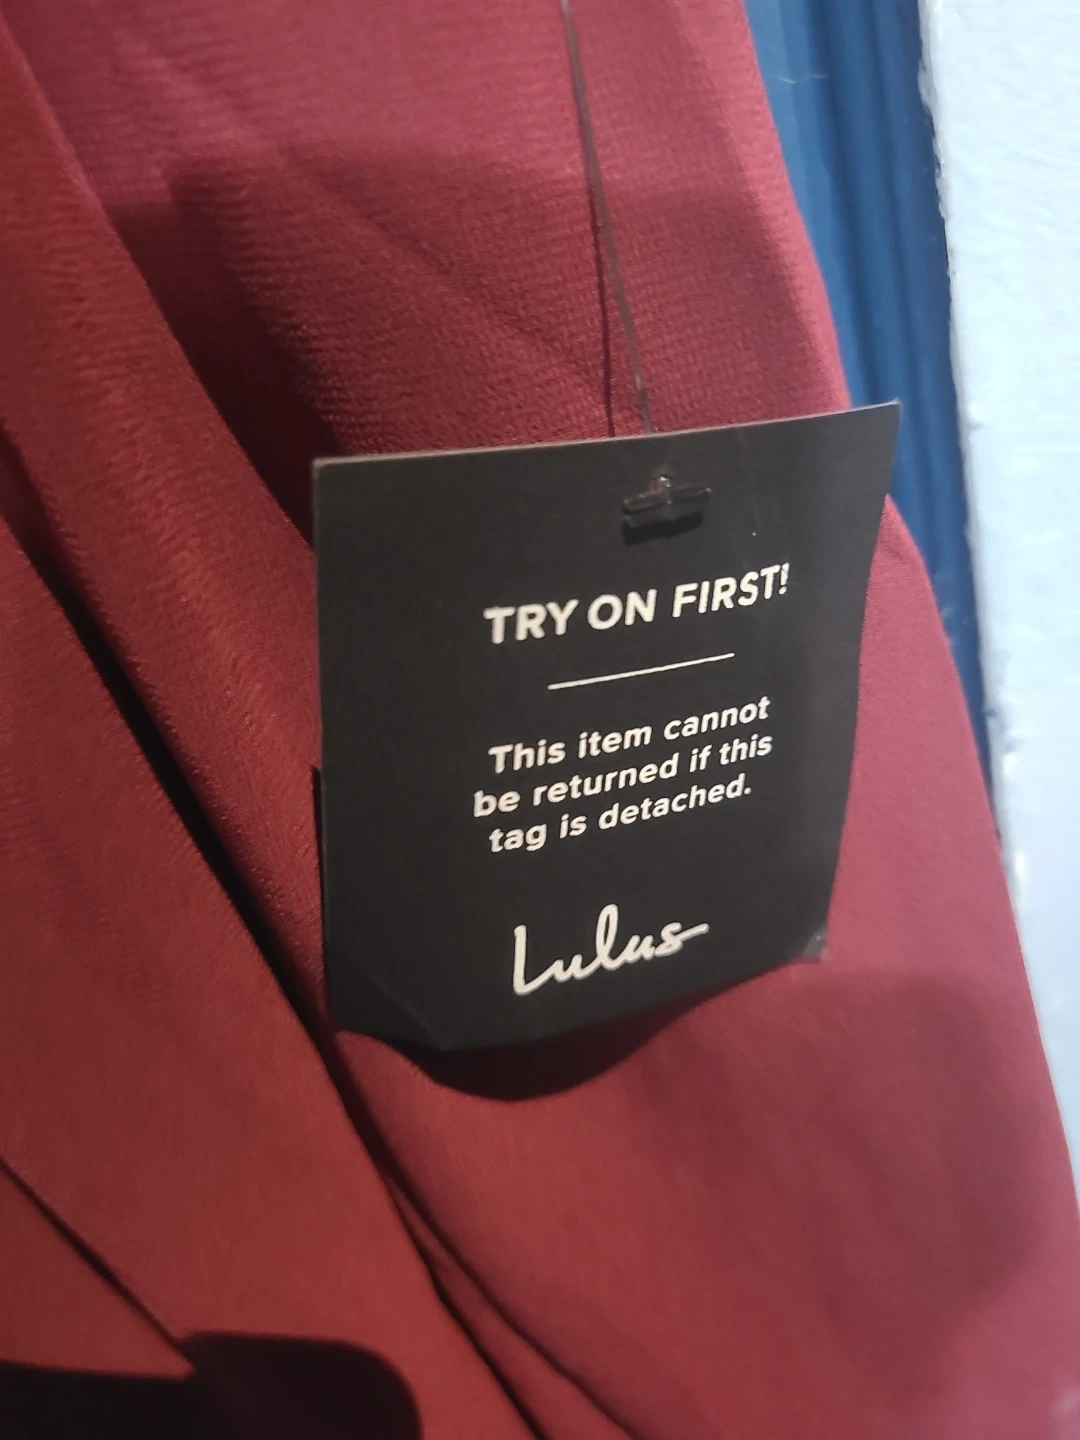 TRY ON FIRST!
This item cannot
be returned if this
tag is detached.
Lulus